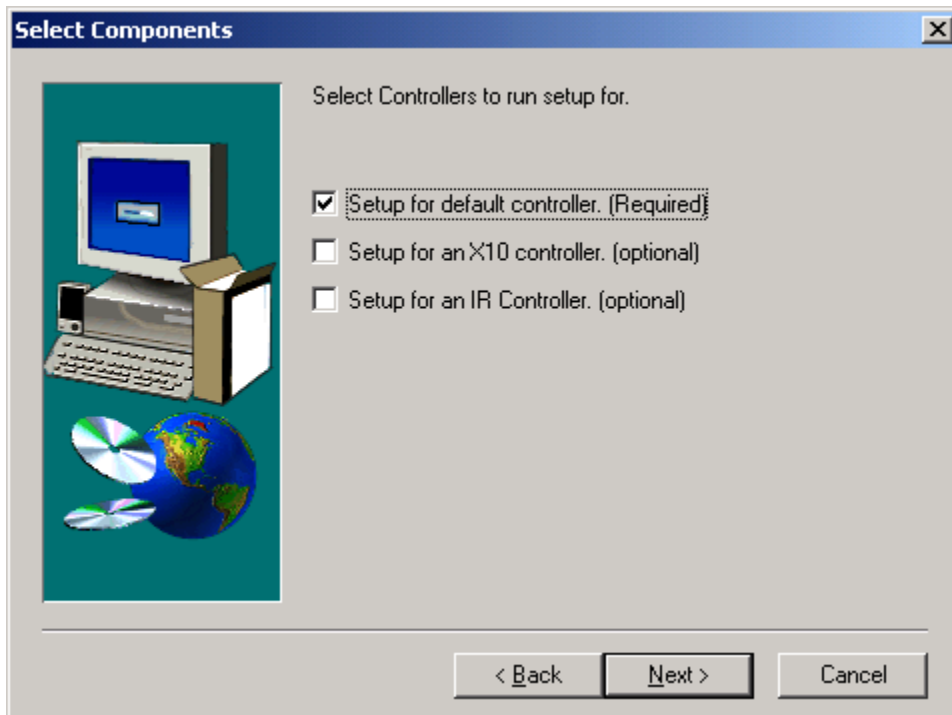 Select Components
Select Controllers to run setup for.
Setup for default controller. (Required)
Setup for an X10 controller. (optional)
Setup for an IR Controller. (optional)
< Back
Next >
Cancel